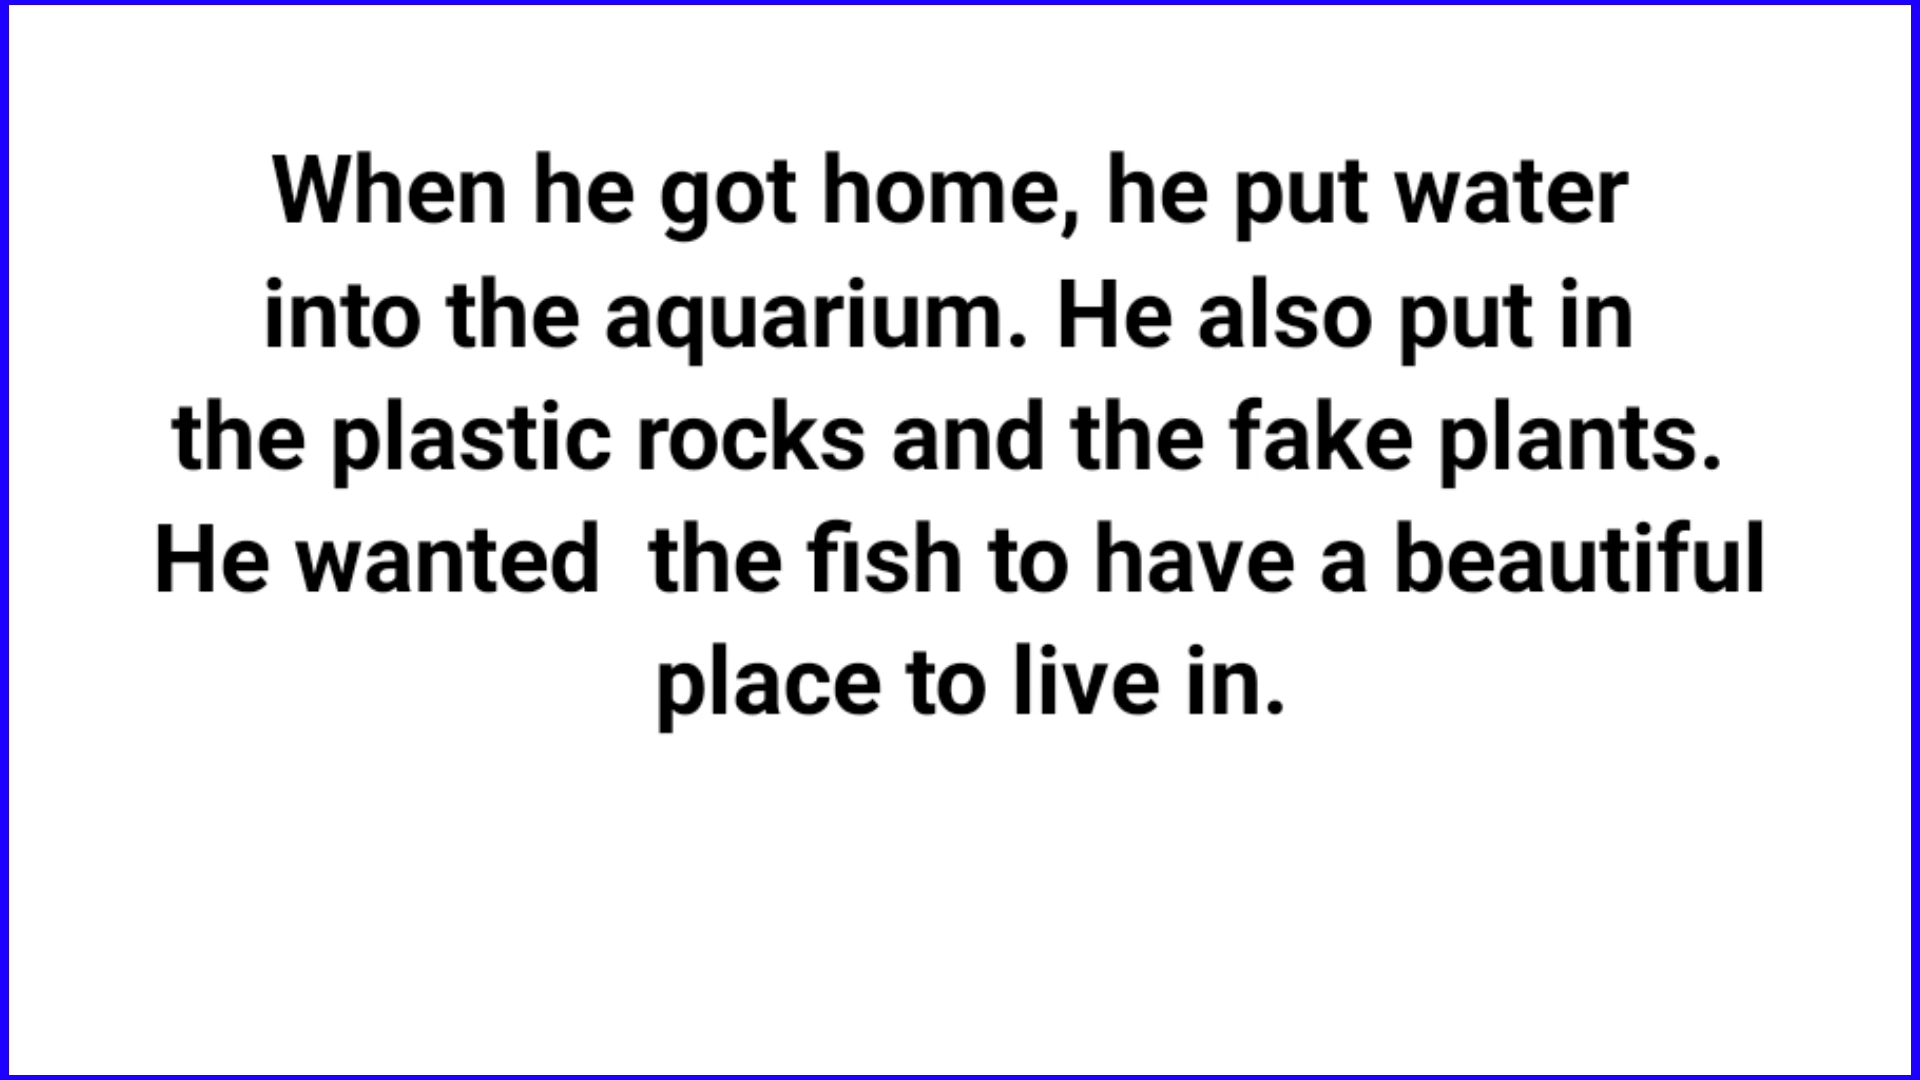 When he got home, he put water
into the aquarium. He also put in
the plastic rocks and the fake plants.
He wanted  the fish to have a beautiful
place to live in.